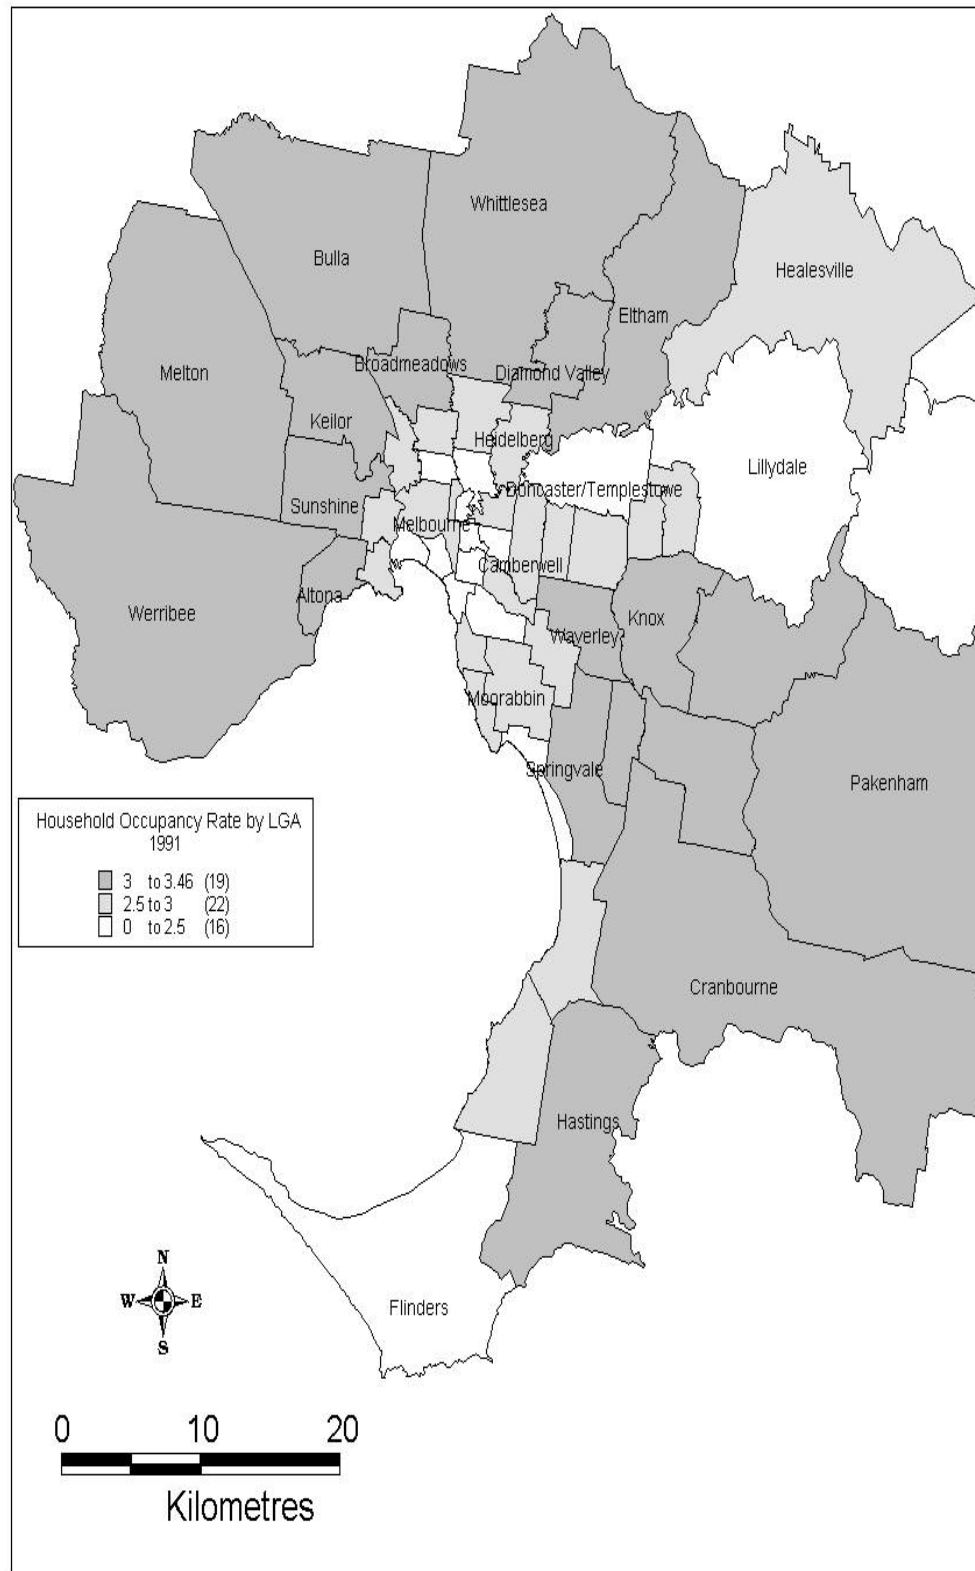 Whittlesea
Bulla
Healesville
Eltham
Broadmeadows
Diamond Valley
Melton
Keilor
Heidelberg
Lillydale
Doncaster/Templestowe
Sunshine
Melbourne
Camberwell
Altona
Werribee
Knox
Waverley
Moorabbin
Springvale
Pakenham
Household Occupancy Rate by LGA
1991
3 to 3.46 (19)
2.5 to 3 (22)
0 to 2.5 (16)
Cranbourne
Hastings
N
W E
S
Flinders
0 10 20
Kilometres